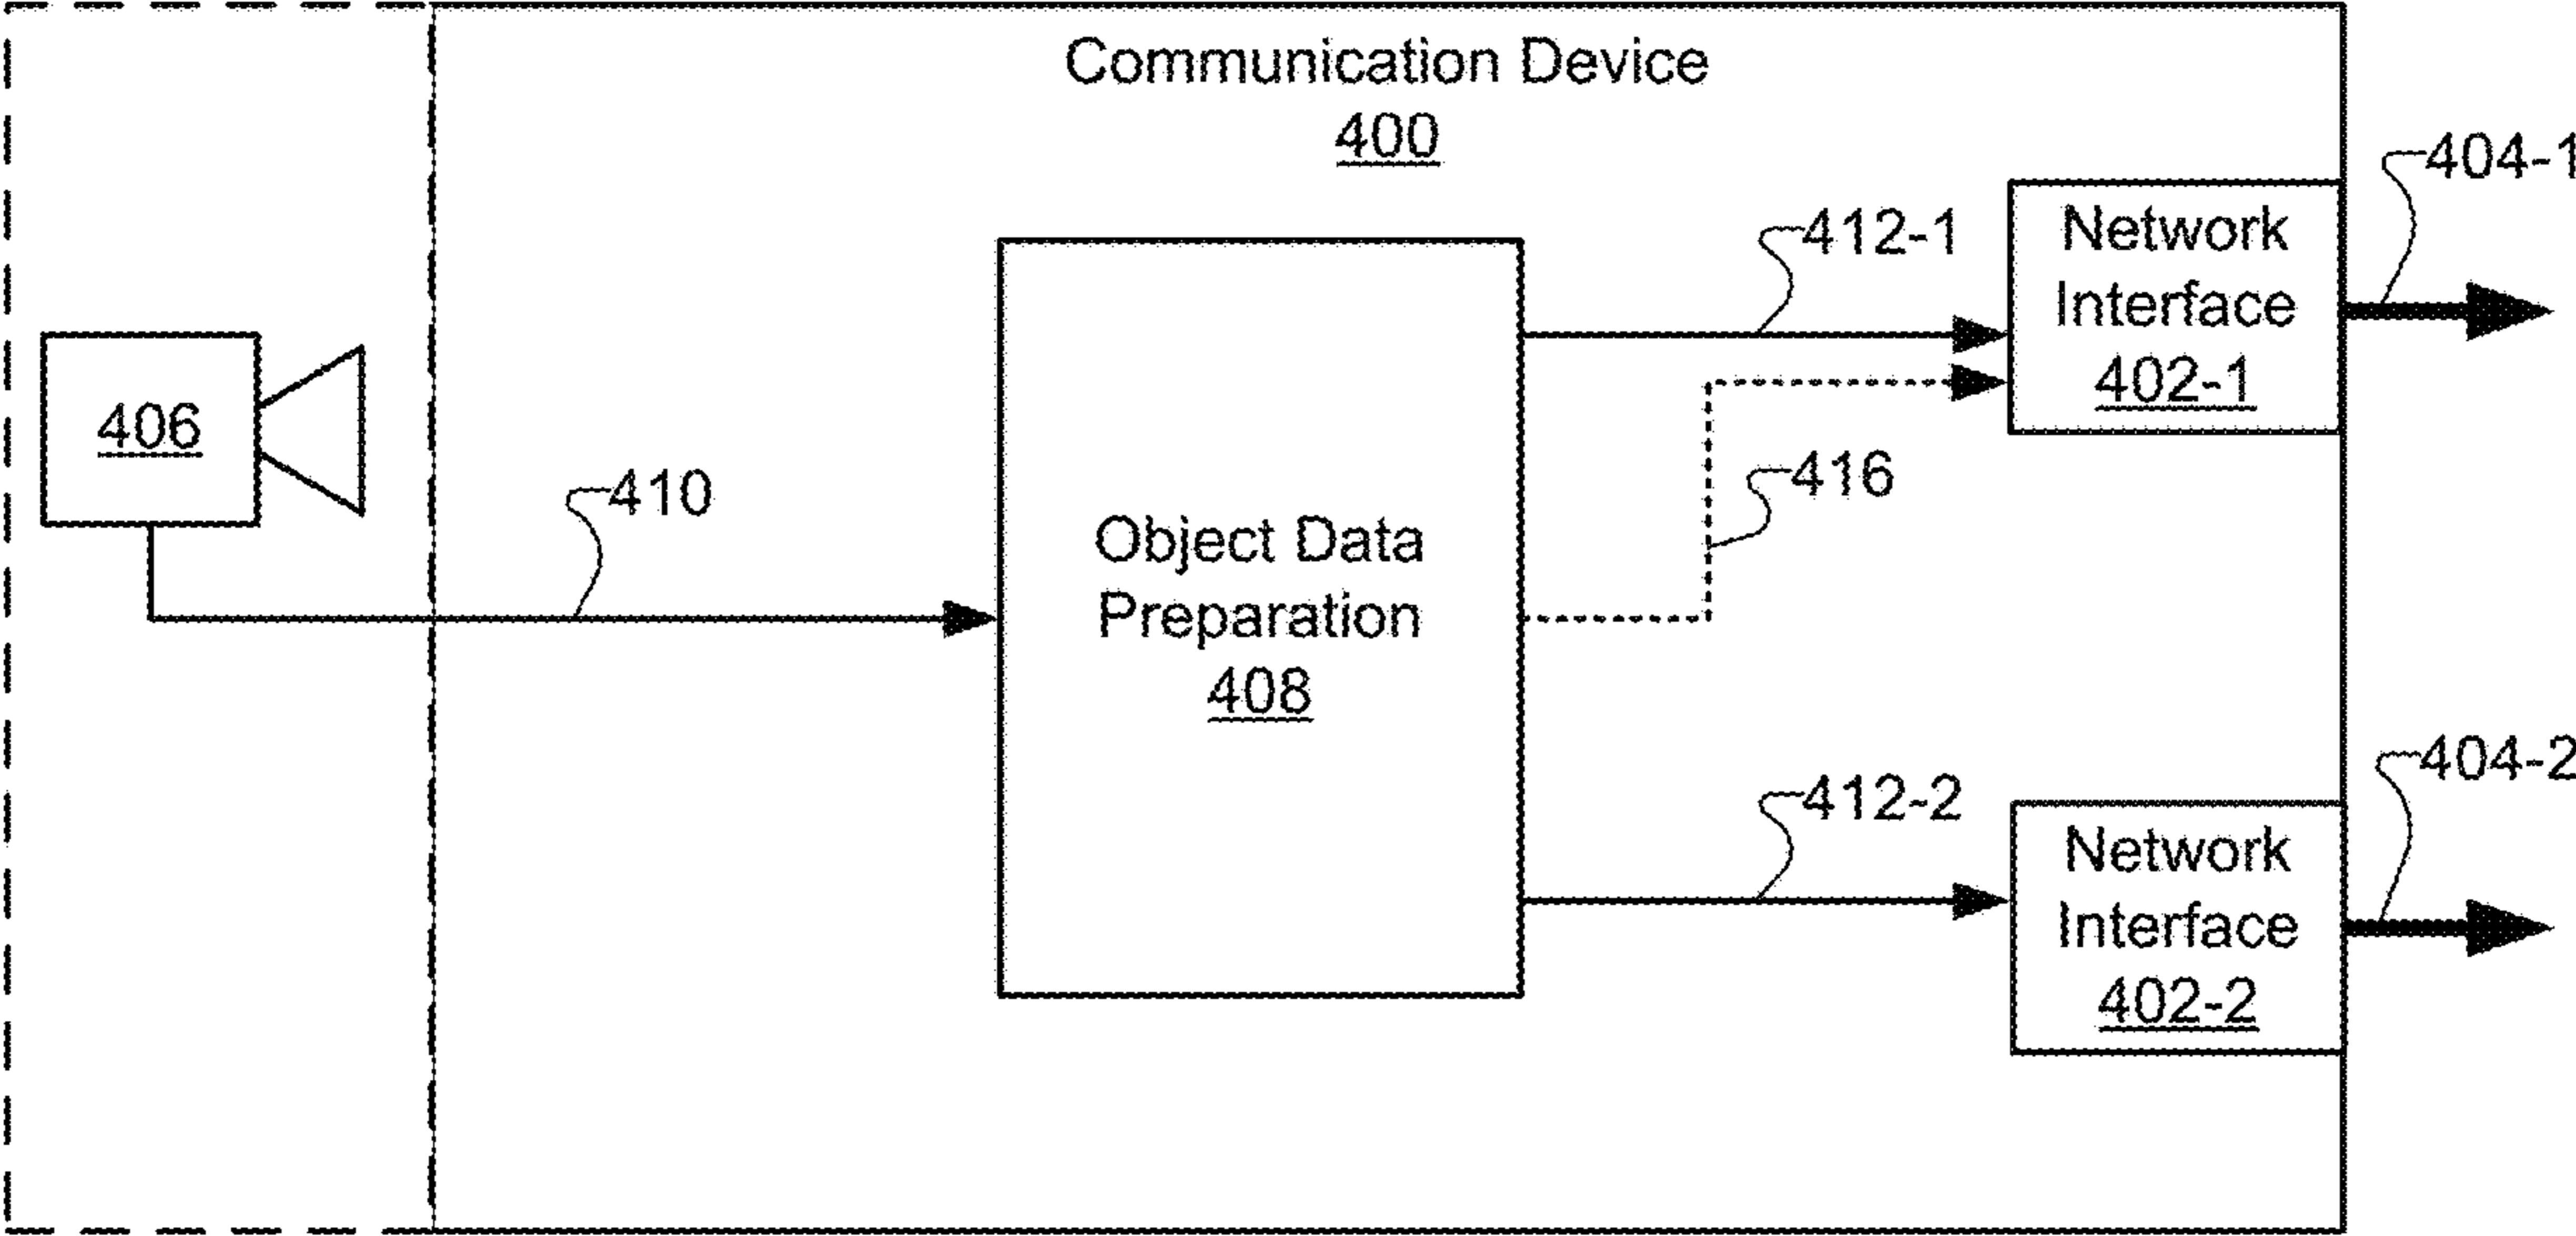 Communication Device
400
404-1
412-1
Network
Interface
402-1
406
410
416
Object Data
Preparation
408
404-2
412-2
Network
Interface
402-2